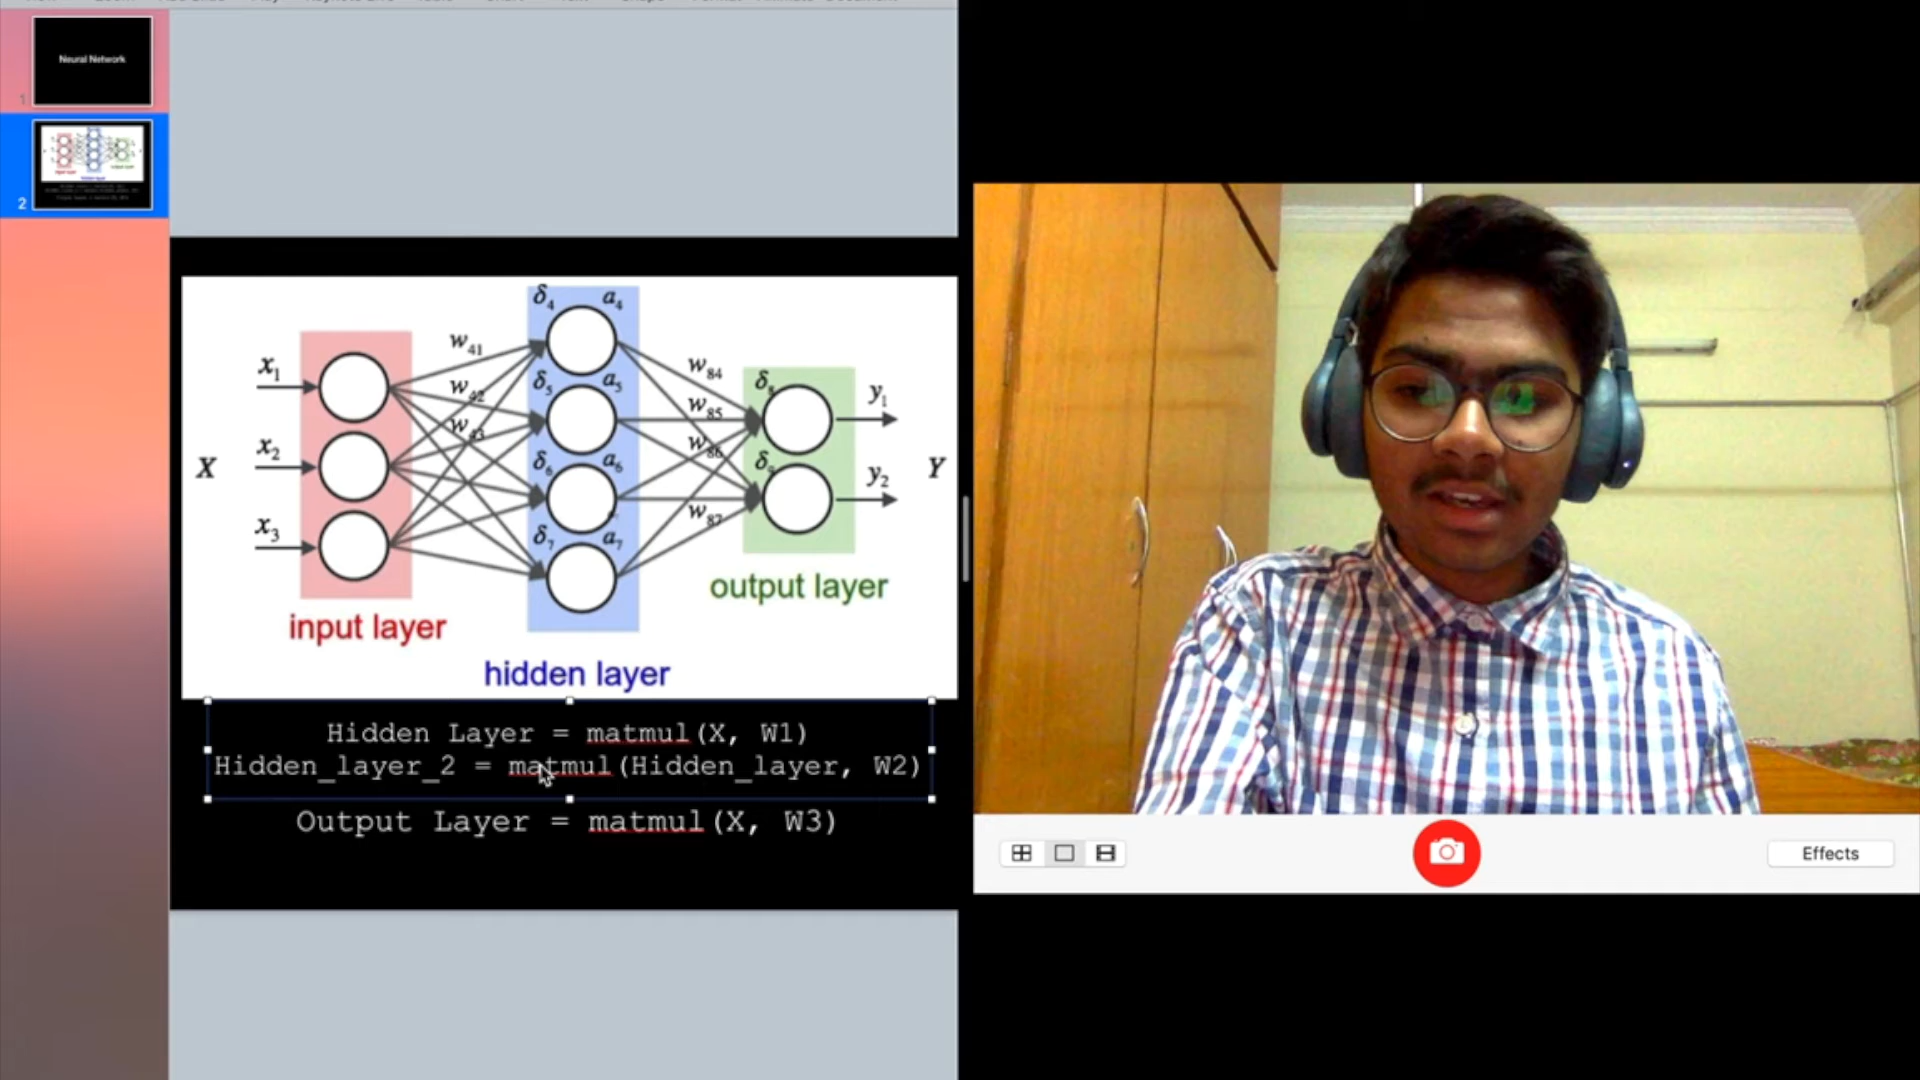 Neural Network
1
2
X
x1
x2
x3
w41
w42
w43
δ4
a4
δ5
a5
δ6
a6
δ7
a7
w84
w85
w86
w87
δ8
δ9
y1
y2
Y
input layer
hidden layer
output layer
Hidden Layer = matmul(X, W1)
Hidden_layer_2 = matmul(Hidden_layer, W2)
Output Layer = matmul(X, W3)
Effects